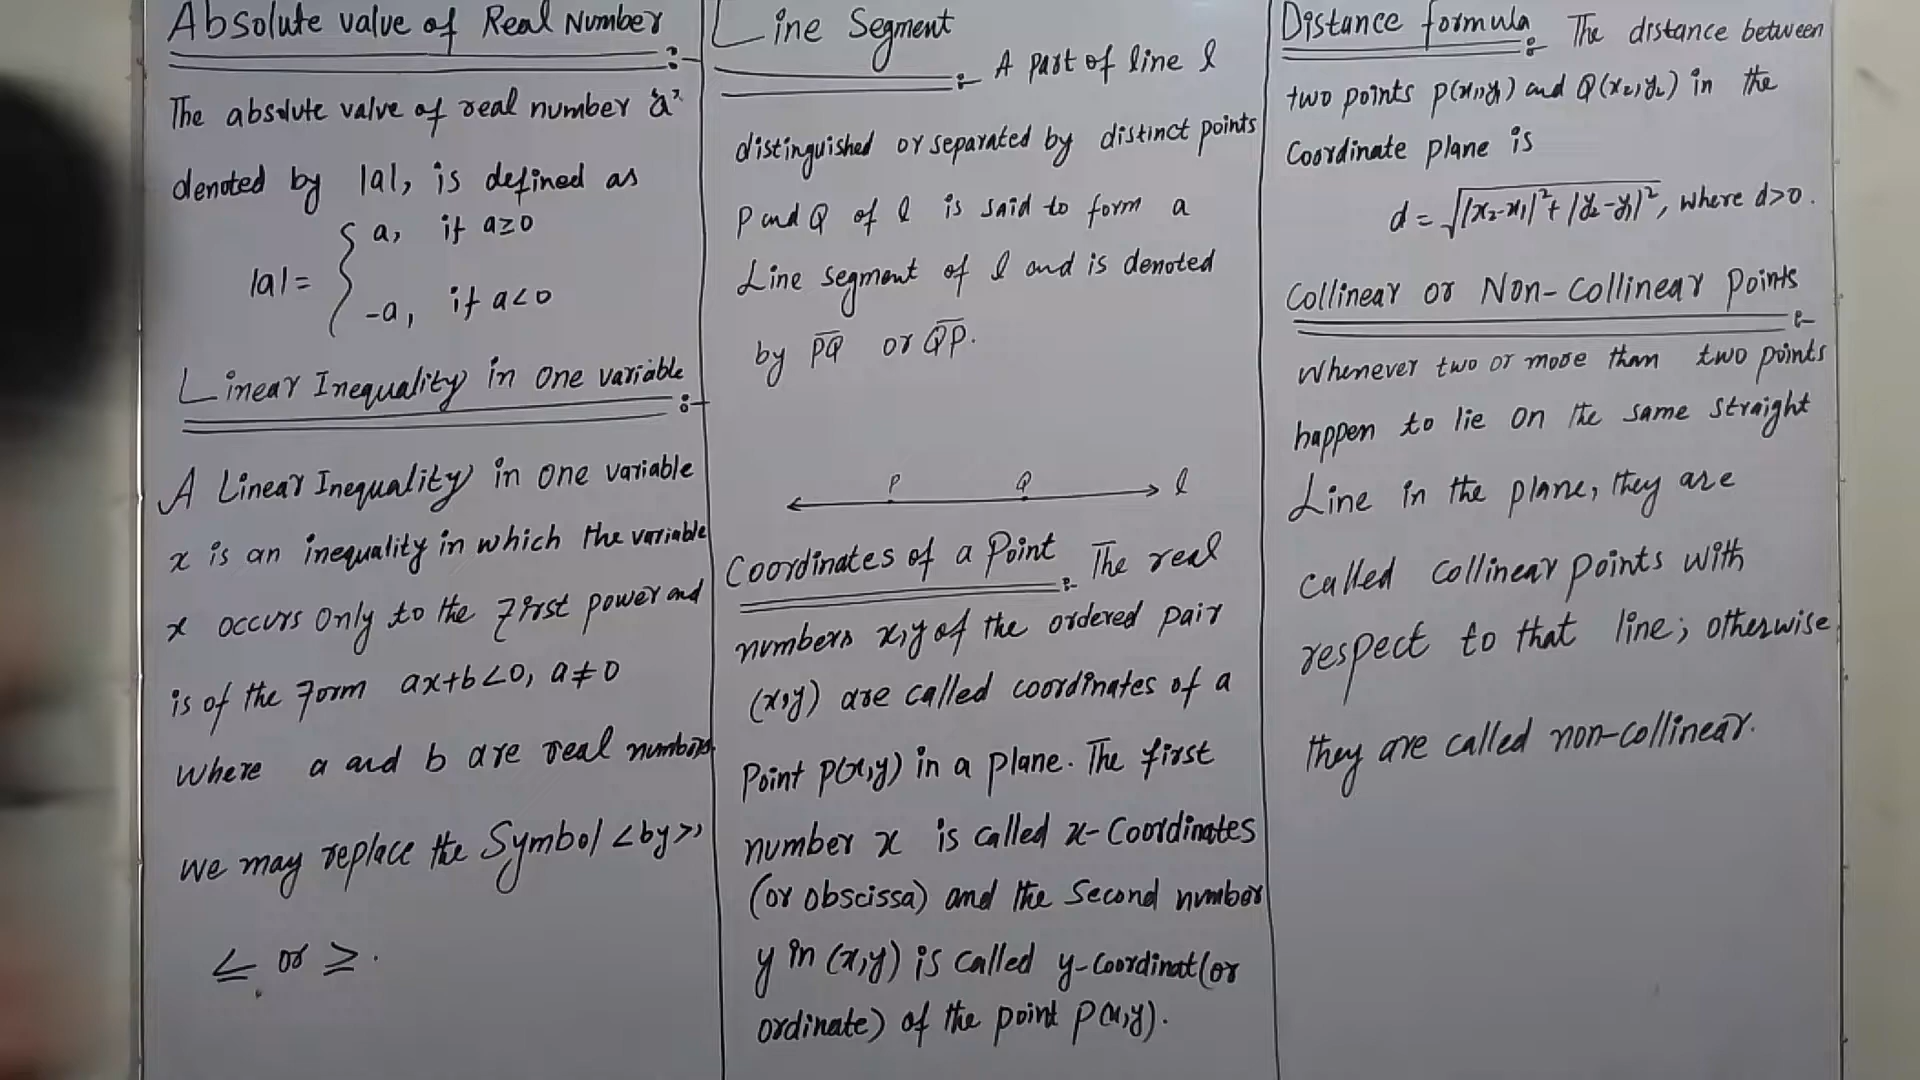 Absolute value of Real Number :-
The absolute value of real number "a"
denoted by |a|, is defined as
|a| = { a, if a≥0
-a, if a<0
Linear Inequality in One variable :-
A Linear Inequality in One variable
x is an inequality in which the variable
x occurs only to the first power and
is of the form ax+b<0, a≠0
where a and b are real numbers
we may replace the Symbol < by >,
≤ or ≥.
Line Segment :- A part of line l
distinguished or separated by distinct points
P and Q of l is said to form a
Line segment of l and is denoted
by P̅Q̅ or Q̅P̅.
P Q l
Coordinates of a Point :- The real
numbers x,y of the ordered pair
(x,y) are called coordinates of a
Point P(x,y) in a plane. The first
number x is called x-Coordinates
(or obscissa) and the Second number
y in (x,y) is called y-coordinat(or
ordinate) of the point P(x,y).
Distance formula :- The distance between
two points P(x₁,y₁) and Q(x₂,y₂) in the
Coordinate plane is
d = √|x₂-x₁|²+|y₂-y₁|², where d>0.
Collinear or Non-Collinear Points :-
Whenever two or more than two points
happen to lie on the same straight
Line in the plane, they are
called collinear points with
respect to that line; otherwise
they are called non-collinear.